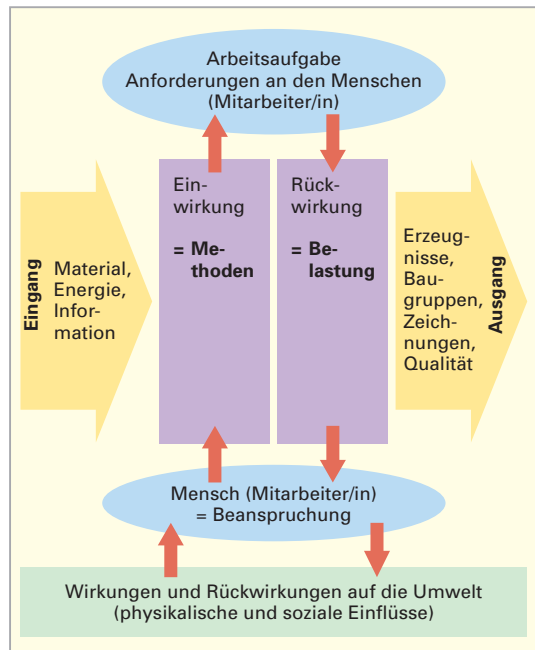 Arbeitsaufgabe
Anforderungen an den Menschen
(Mitarbeiter/in)
Eingang
Material,
Energie,
Infor-
mation
Ein-
wirkung
= Me-
thoden
Rück-
wirkung
= Be-
lastung
Erzeug-
nisse,
Bau-
gruppen,
Zeich-
nungen,
Qualität
Ausgang
Mensch (Mitarbeiter/in)
= Beanspruchung
Wirkungen und Rückwirkungen auf die Umwelt
(physikalische und soziale Einflüsse)